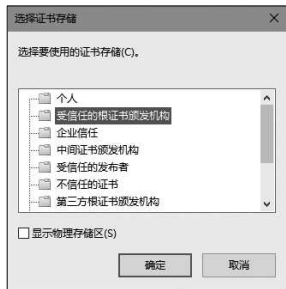 选择证书存储
选择要使用的证书存储(C)。
个人
受信任的根证书颁发机构
企业信任
中间证书颁发机构
受信任的发布者
不信任的证书
第三方根证书颁发机构
显示物理存储区(S)
确定 取消